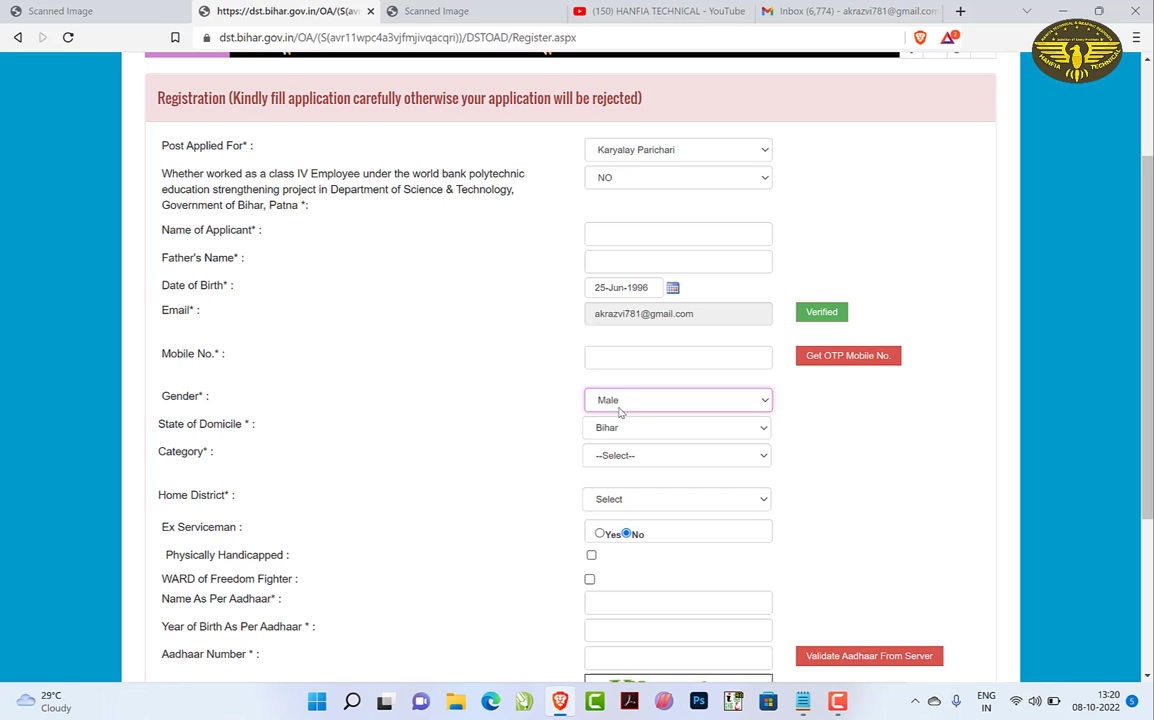 Scanned Image
https://dst.bihar.gov.in/OA/(S(avr
Scanned Image
(150) HANFIA TECHNICAL - YouTube
Inbox (6,774) - akrazvi781@gmail.com
https://dst.bihar.gov.in/OA/(S(avr11wpc4a3vjfmjivqacqri))/DSTOAD/Register.aspx
2
HANFIA TECHNICAL
Registration (Kindly fill application carefully otherwise your application will be rejected)
Post Applied For* :
Karyalay Parichari
Whether worked as a class IV Employee under the world bank polytechnic
education strengthening project in Department of Science & Technology,
Government of Bihar, Patna *:
NO
Name of Applicant* :
Father's Name* :
Date of Birth* :
25-Jun-1996
Email* :
akrazvi781@gmail.com
Verified
Mobile No.* :
Get OTP Mobile No.
Gender* :
Male
State of Domicile * :
Bihar
Category* :
--Select--
Home District* :
Select
Ex Serviceman :
Yes No
Physically Handicapped :
WARD of Freedom Fighter :
Name As Per Aadhaar* :
Year of Birth As Per Aadhaar * :
Aadhaar Number * :
Validate Aadhaar From Server
29°C
Cloudy
Ps
ENG
IN
13:20
08-10-2022
5